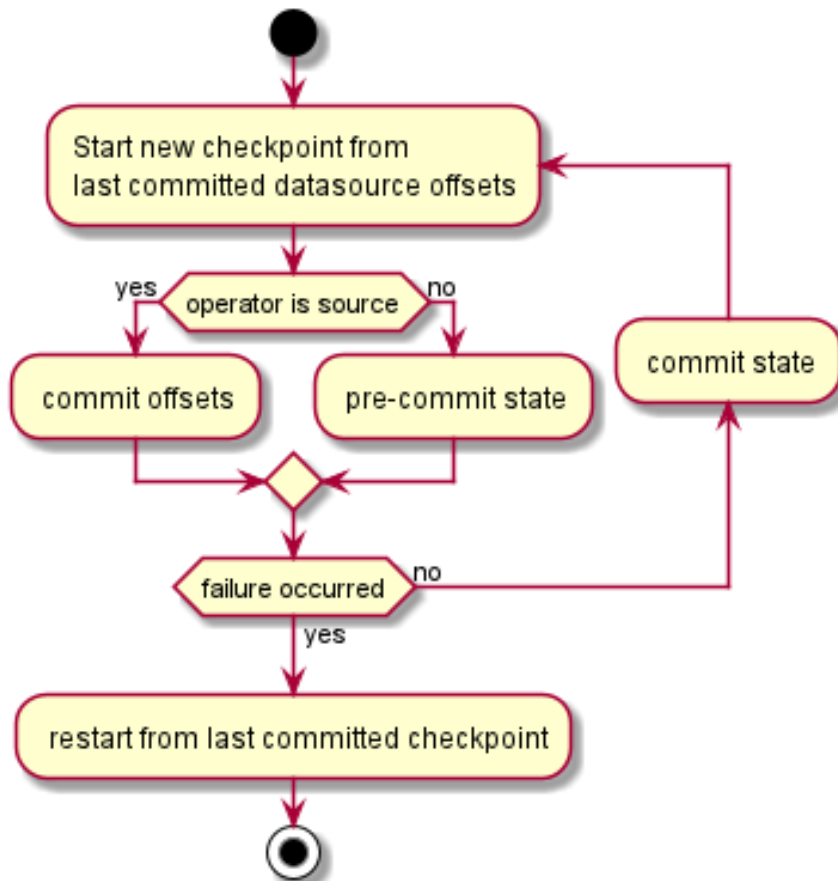 Start new checkpoint from
last committed datasource offsets
yes
operator is source
no
commit offsets
pre-commit state
commit state
failure occurred
no
yes
restart from last committed checkpoint